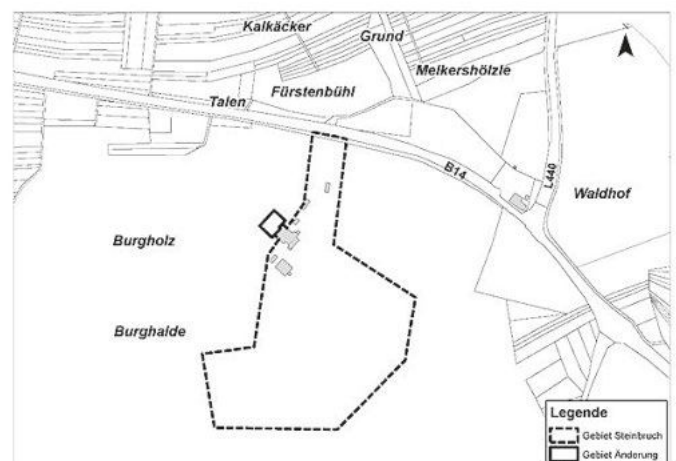 Kalkäcker
Grund
Melkershölzle
Fürstenbühl
Talen
B14
L440
Waldhof
Burgholz
Burghalde
Legende
Gebiet Steinbruch
Gebiet Änderung